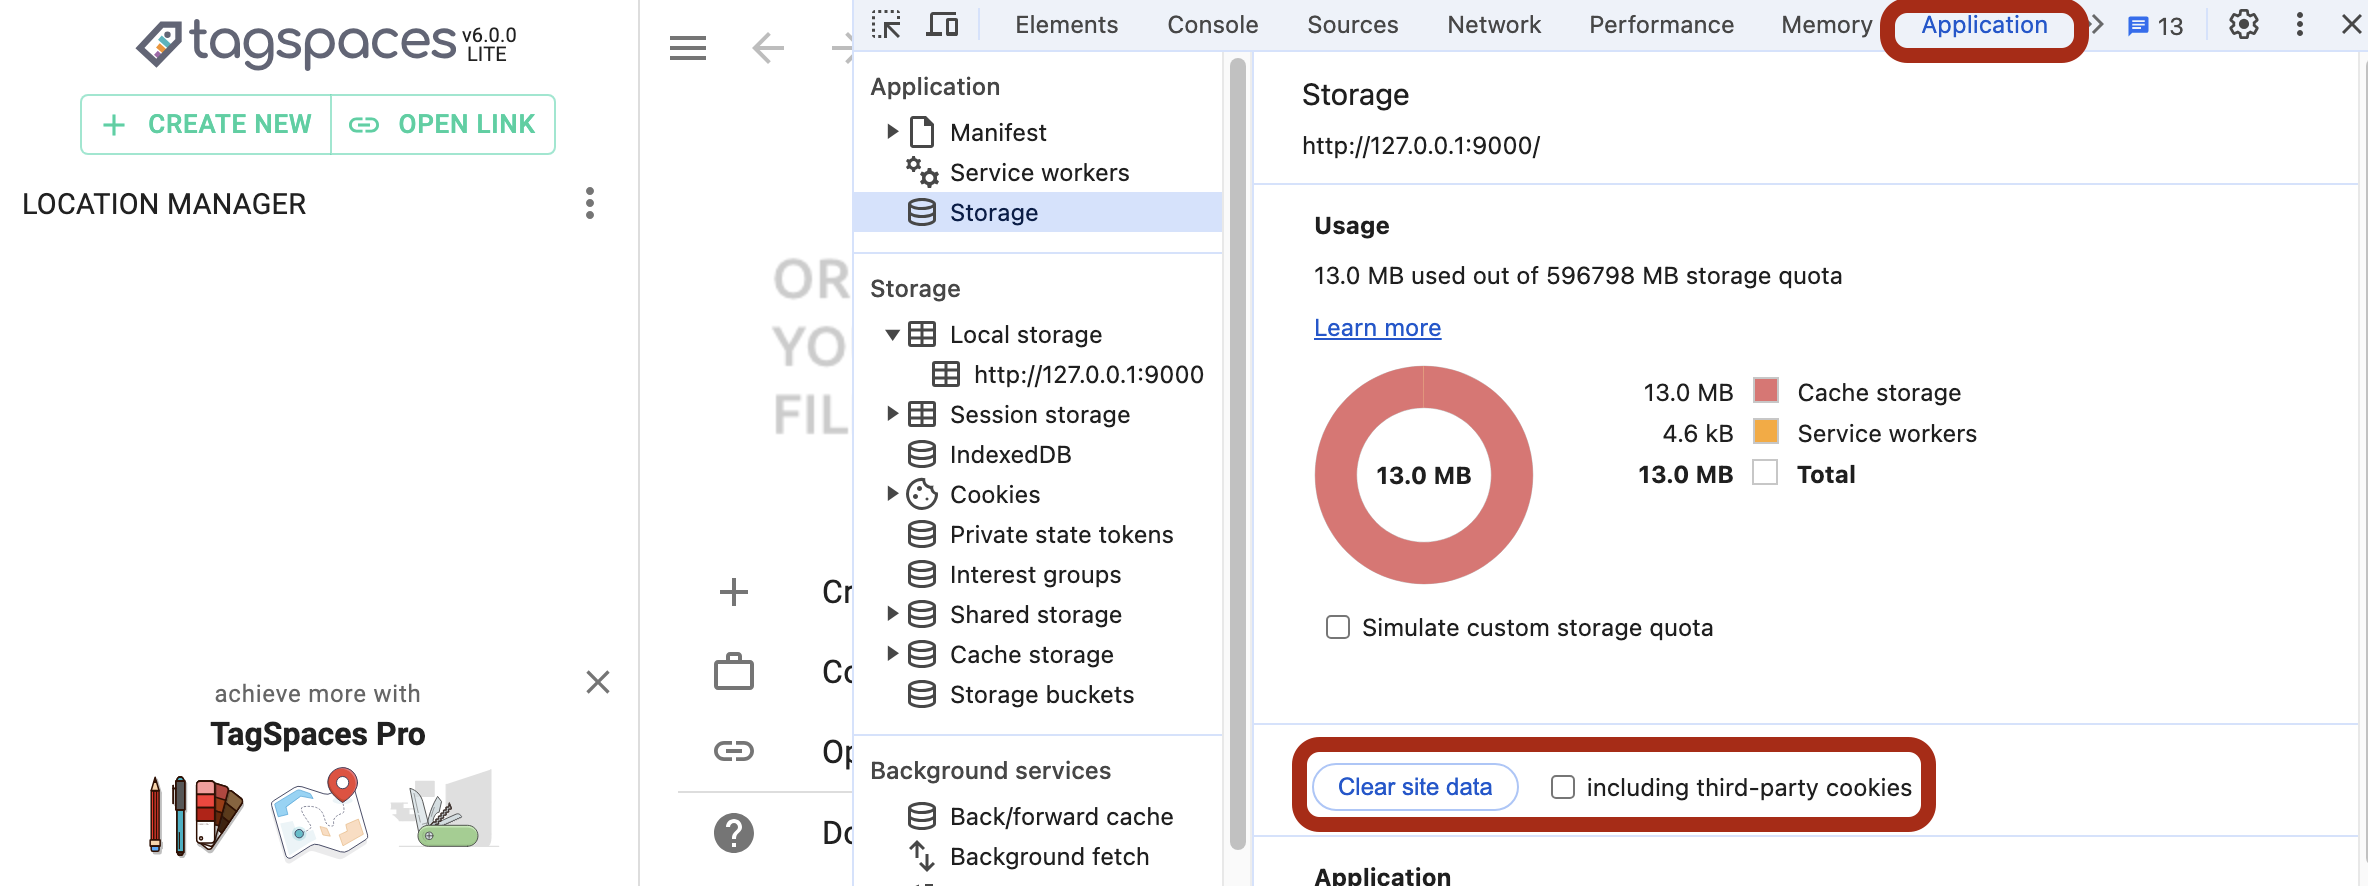 tagspaces v6.0.0 LITE
CREATE NEW
OPEN LINK
LOCATION MANAGER
achieve more with
TagSpaces Pro
OR
YO
FIL
Cr
Co
Op
Do
Elements Console Sources Network Performance Memory Application 13
Application
Manifest
Service workers
Storage
Storage
Local storage
http://127.0.0.1:9000
Session storage
IndexedDB
Cookies
Private state tokens
Interest groups
Shared storage
Cache storage
Storage buckets
Background services
Back/forward cache
Background fetch
Storage
http://127.0.0.1:9000/
Usage
13.0 MB used out of 596798 MB storage quota
Learn more
13.0 MB
13.0 MB Cache storage
4.6 kB Service workers
13.0 MB Total
Simulate custom storage quota
Clear site data including third-party cookies
Application